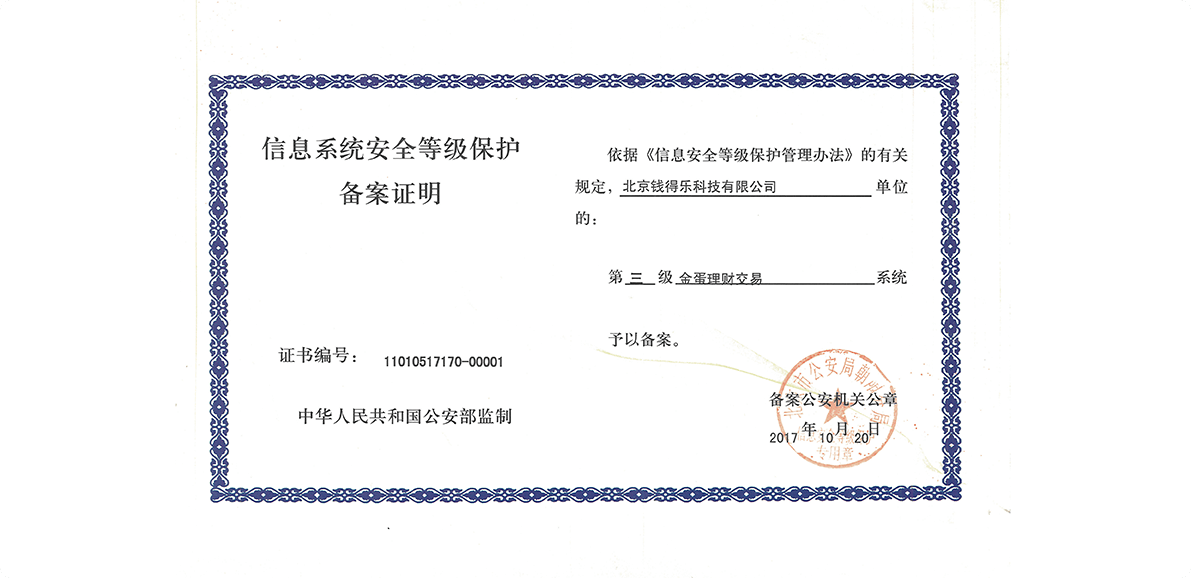 信息系统安全等级保护
备案证明
证书编号： 11010517170-00001
中华人民共和国公安部监制
依据《信息安全等级保护管理办法》的有关
规定，北京钱得乐科技有限公司 单位
的：
第 三 级 金蛋理财交易 系统
予以备案。
市公安局朝
局
备案公安机关公章
2017 年 10 月 20 日
专用章